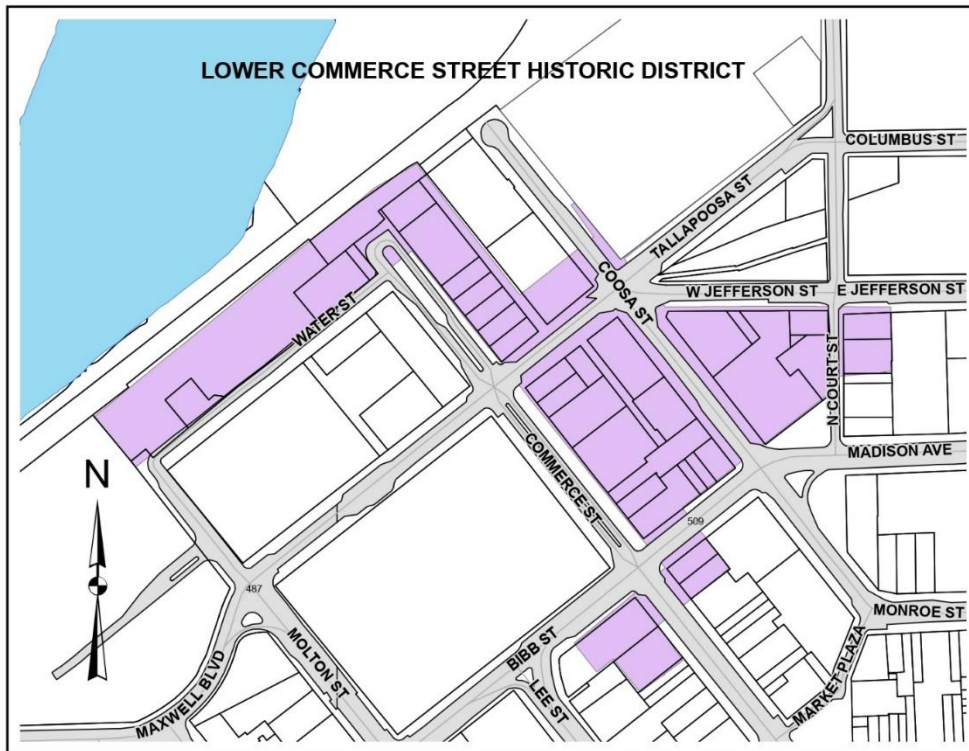 LOWER COMMERCE STREET HISTORIC DISTRICT
COLUMBUS ST
TALLAPOOSA ST
COOSA ST
W JEFFERSON ST
E JEFFERSON ST
WATER ST
N COURT ST
COMMERCE ST
MADISON AVE
N
509
487
MONROE ST
MOLTON ST
BIBB ST
MARKET PLAZA
MAXWELL BLVD
LEE ST